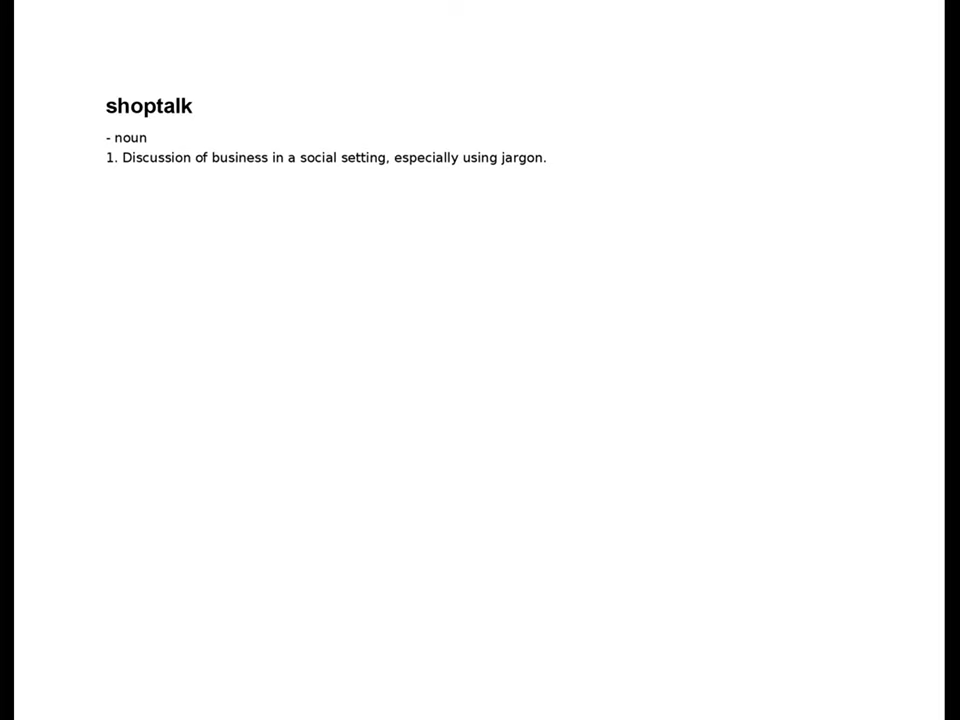 shoptalk
- noun
1. Discussion of business in a social setting, especially using jargon.